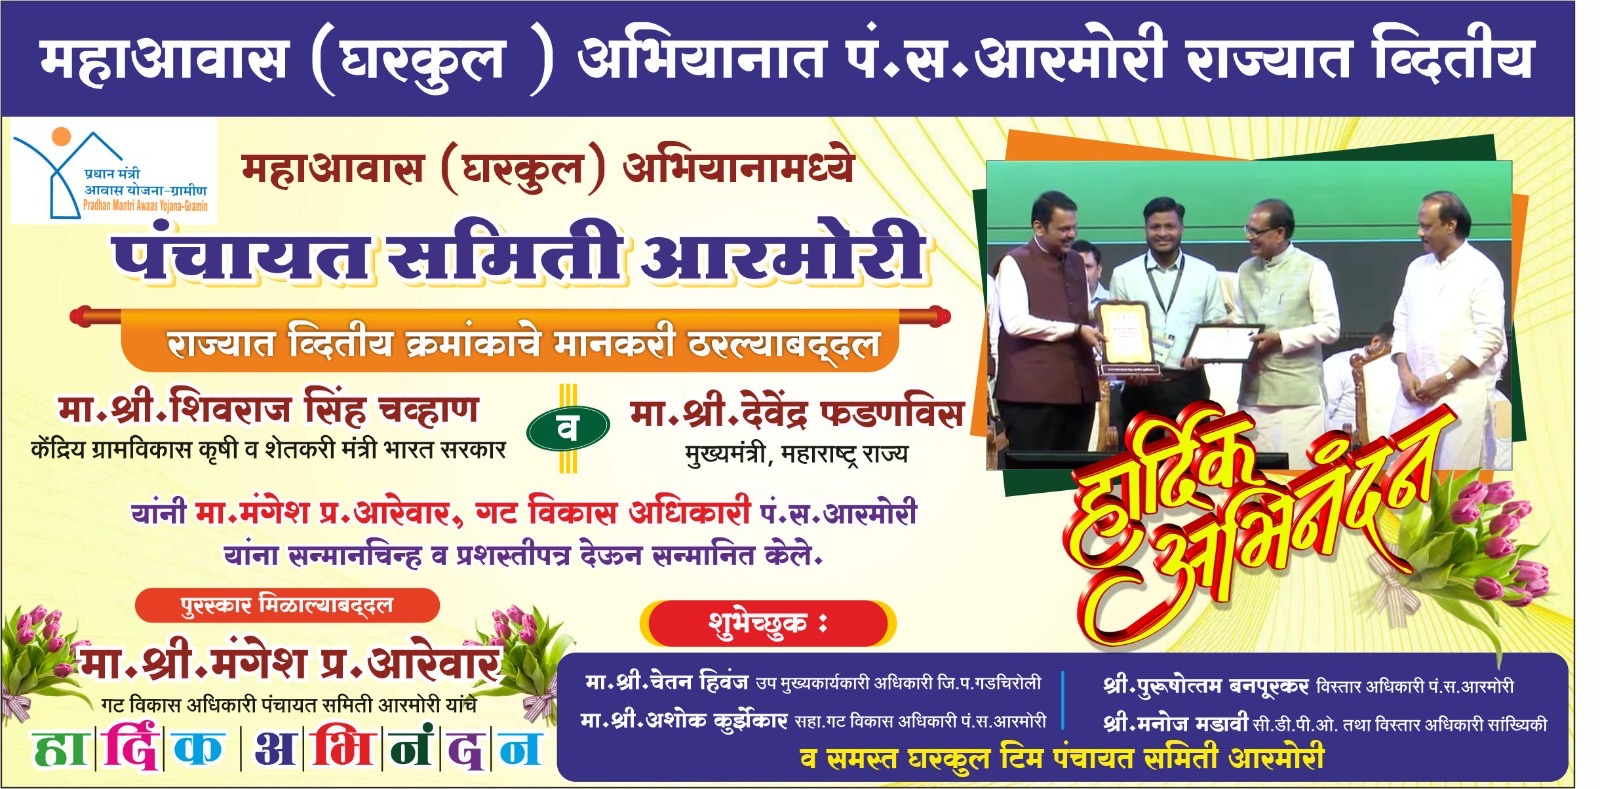 महाआवास (घरकुल ) अभियानात पं.स.आरमोरी राज्यात व्दितीय
प्रधान मंत्री
आवास योजना-ग्रामीण
Pradhan Mantri Awaas Yojana-Gramin
महाआवास (घरकुल) अभियानामध्ये
पंचायत समिती आरमोरी
राज्यात व्दितीय क्रमांकाचे मानकरी ठरल्याबद्दल
मा.श्री.शिवराज सिंह चव्हाण
केंद्रिय ग्रामविकास कृषी व शेतकरी मंत्री भारत सरकार
व
मा.श्री.देवेंद्र फडणविस
मुख्यमंत्री, महाराष्ट्र राज्य
यांनी मा.मंगेश प्र.आरेवार, गट विकास अधिकारी पं.स.आरमोरी
यांना सन्मानचिन्ह व प्रशस्तीपत्र देऊन सन्मानित केले.
हार्दिक
अभिनंदन
पुरस्कार मिळाल्याबद्दल
मा.श्री.मंगेश प्र.आरेवार
गट विकास अधिकारी पंचायत समिती आरमोरी यांचे
हा|र्दि|क |अ|भि|नं|द|न
शुभेच्छुक :
मा.श्री.चेतन हिवंज उप मुख्यकार्यकारी अधिकारी जि.प.गडचिरोली
मा.श्री.अशोक कुर्झेकार सहा.गट विकास अधिकारी पं.स.आरमोरी
श्री.पुरूषोत्तम बनपूरकर विस्तार अधिकारी पं.स.आरमोरी
श्री.मनोज मडावी सी.डी.पी.ओ. तथा विस्तार अधिकारी सांख्यिकी
व समस्त घरकुल टिम पंचायत समिती आरमोरी